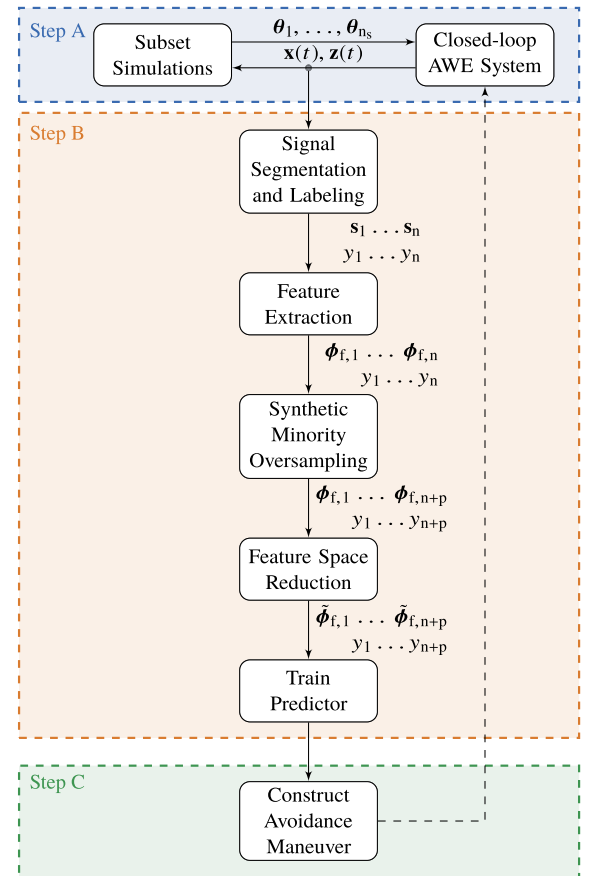 Step A
Subset
Simulations
𝜽₁, . . . , 𝜽ₙₛ
𝐱(t), 𝐳(t)
Closed-loop
AWE System
Step B
Signal
Segmentation
and Labeling
𝐬₁ . . . 𝐬ₙ
y₁ . . . yₙ
Feature
Extraction
𝝓f,1 . . . 𝝓f,n
y₁ . . . yₙ
Synthetic
Minority
Oversampling
𝝓f,1 . . . 𝝓f,n+p
y₁ . . . yₙ₊ₚ
Feature Space
Reduction
𝝓̃f,1 . . . 𝝓̃f,n+p
y₁ . . . yₙ₊ₚ
Train
Predictor
Step C
Construct
Avoidance
Maneuver